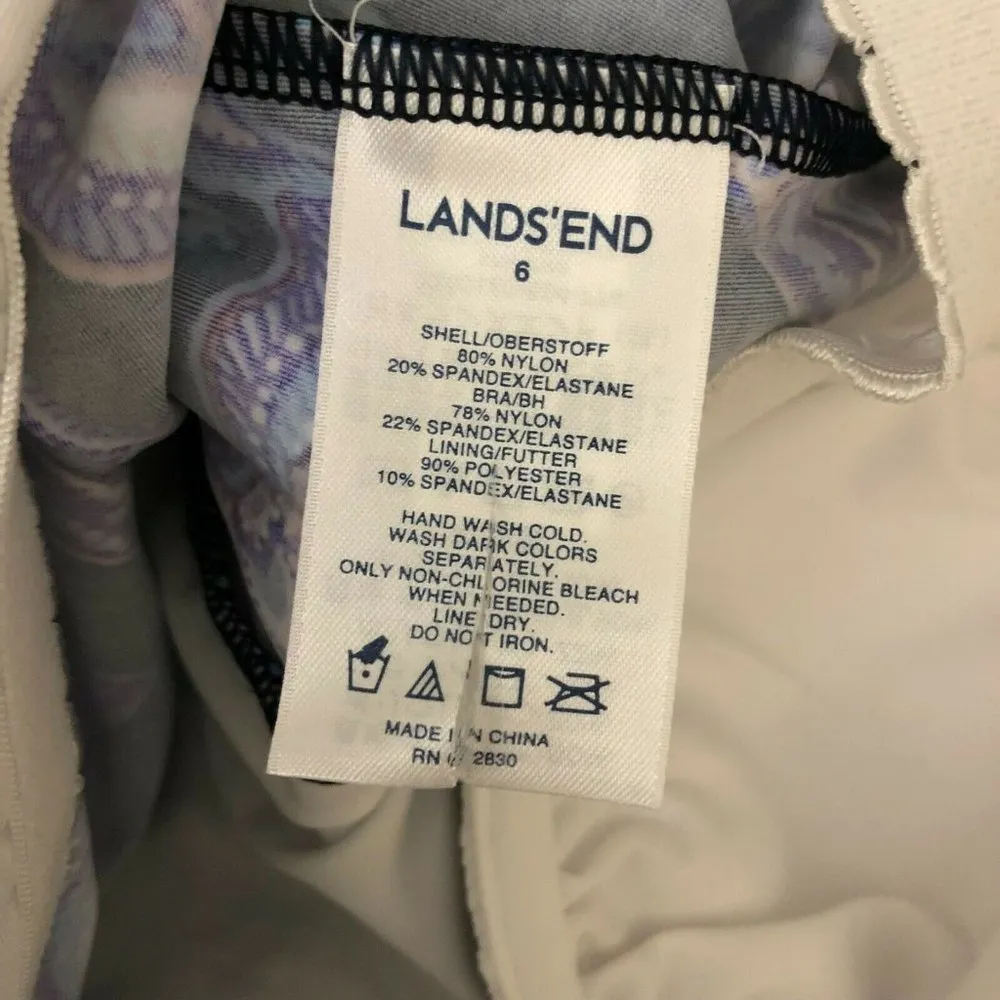 LANDS'END
6
SHELL/OBERSTOFF
80% NYLON
20% SPANDEX/ELASTANE
BRA/BH
78% NYLON
22% SPANDEX/ELASTANE
LINING/FUTTER
90% POLYESTER
10% SPANDEX/ELASTANE
HAND WASH COLD.
WASH DARK COLORS
SEPARATELY.
ONLY NON-CHLORINE BLEACH
WHEN NEEDED.
LINE DRY.
DO NOT IRON.
MADE IN CHINA
RN